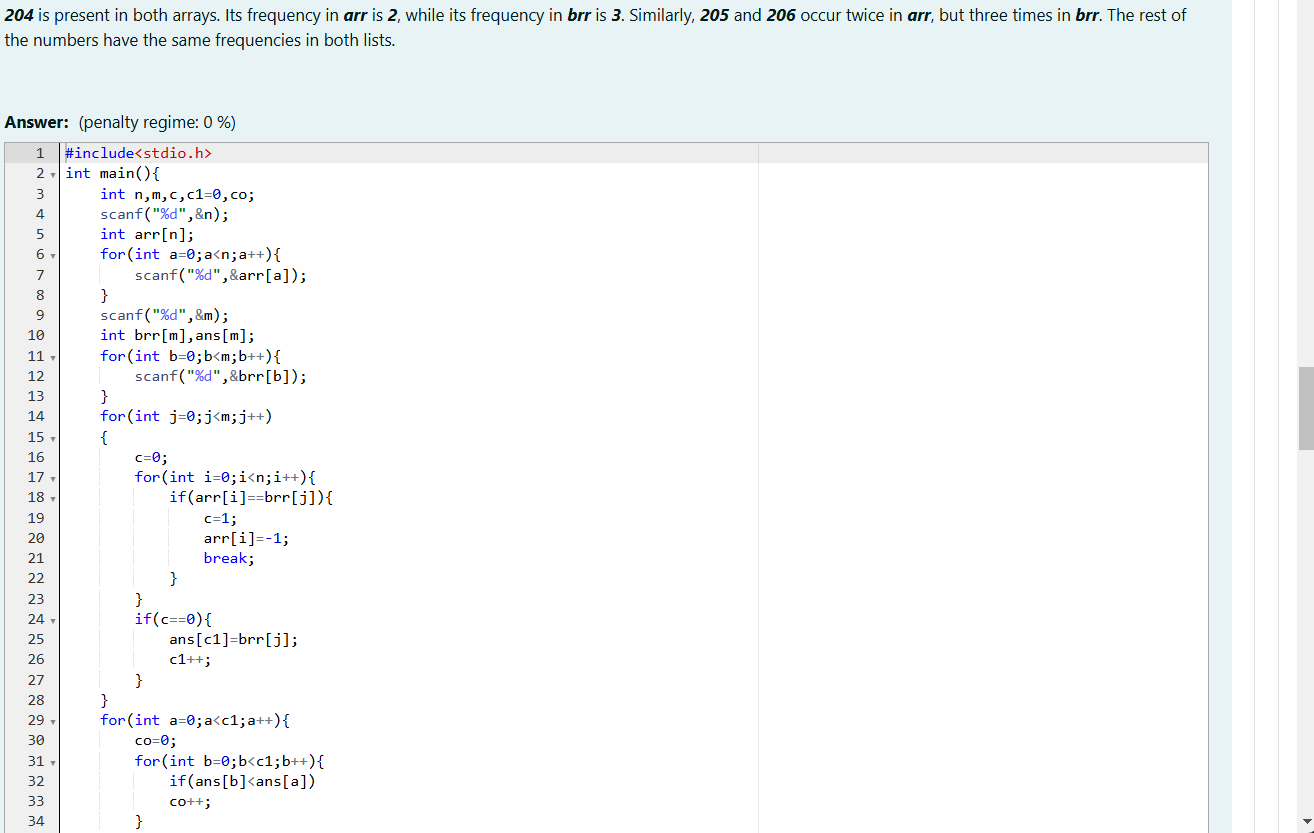 204 is present in both arrays. Its frequency in arr is 2, while its frequency in brr is 3. Similarly, 205 and 206 occur twice in arr, but three times in brr. The rest of
the numbers have the same frequencies in both lists.
Answer: (penalty regime: 0 %)
1 #include<stdio.h>
2 int main(){
3     int n,m,c,c1=0,co;
4     scanf("%d",&n);
5     int arr[n];
6     for(int a=0;a<n;a++){
7         scanf("%d",&arr[a]);
8     }
9     scanf("%d",&m);
10     int brr[m],ans[m];
11     for(int b=0;b<m;b++){
12         scanf("%d",&brr[b]);
13     }
14     for(int j=0;j<m;j++)
15     {
16         c=0;
17         for(int i=0;i<n;i++){
18             if(arr[i]==brr[j]){
19                 c=1;
20                 arr[i]=-1;
21                 break;
22             }
23         }
24         if(c==0){
25             ans[c1]=brr[j];
26             c1++;
27         }
28     }
29     for(int a=0;a<c1;a++){
30         co=0;
31         for(int b=0;b<c1;b++){
32             if(ans[b]<ans[a])
33             co++;
34         }